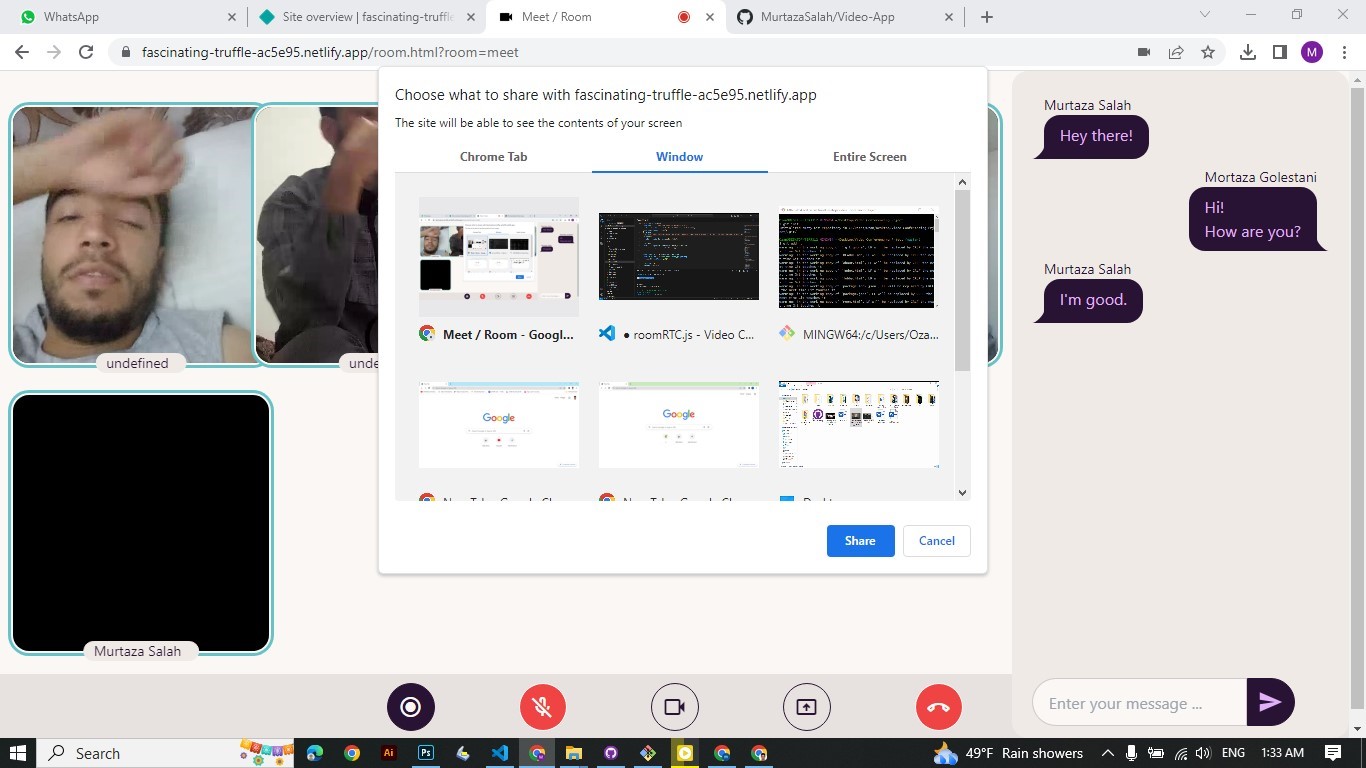 WhatsApp
Site overview | fascinating-truffle
Meet / Room
MurtazaSalah/Video-App
fascinating-truffle-ac5e95.netlify.app/room.html?room=meet
M
Choose what to share with fascinating-truffle-ac5e95.netlify.app
The site will be able to see the contents of your screen
Chrome Tab
Window
Entire Screen
Meet / Room - Googl...
● roomRTC.js - Video C...
MINGW64:/c/Users/Oza...
Google
Google
Share
Cancel
undefined
unde
Murtaza Salah
Murtaza Salah
Hey there!
Mortaza Golestani
Hi!
How are you?
Murtaza Salah
I'm good.
Enter your message ...
Search
Ai
Ps
49°F Rain showers
ENG
1:33 AM